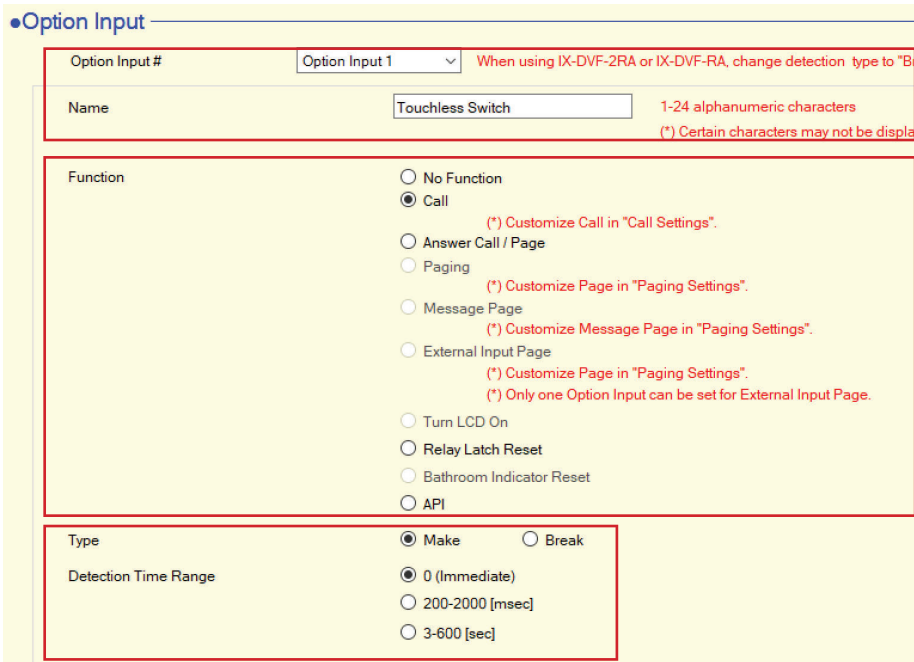 ●Option Input
Option Input # Option Input 1 When using IX-DVF-2RA or IX-DVF-RA, change detection type to "B
Name Touchless Switch 1-24 alphanumeric characters
(*) Certain characters may not be displa
Function No Function
Call
(*) Customize Call in "Call Settings".
Answer Call / Page
Paging
(*) Customize Page in "Paging Settings".
Message Page
(*) Customize Message Page in "Paging Settings".
External Input Page
(*) Customize Page in "Paging Settings".
(*) Only one Option Input can be set for External Input Page.
Turn LCD On
Relay Latch Reset
Bathroom Indicator Reset
API
Type Make Break
Detection Time Range 0 (Immediate)
200-2000 [msec]
3-600 [sec]